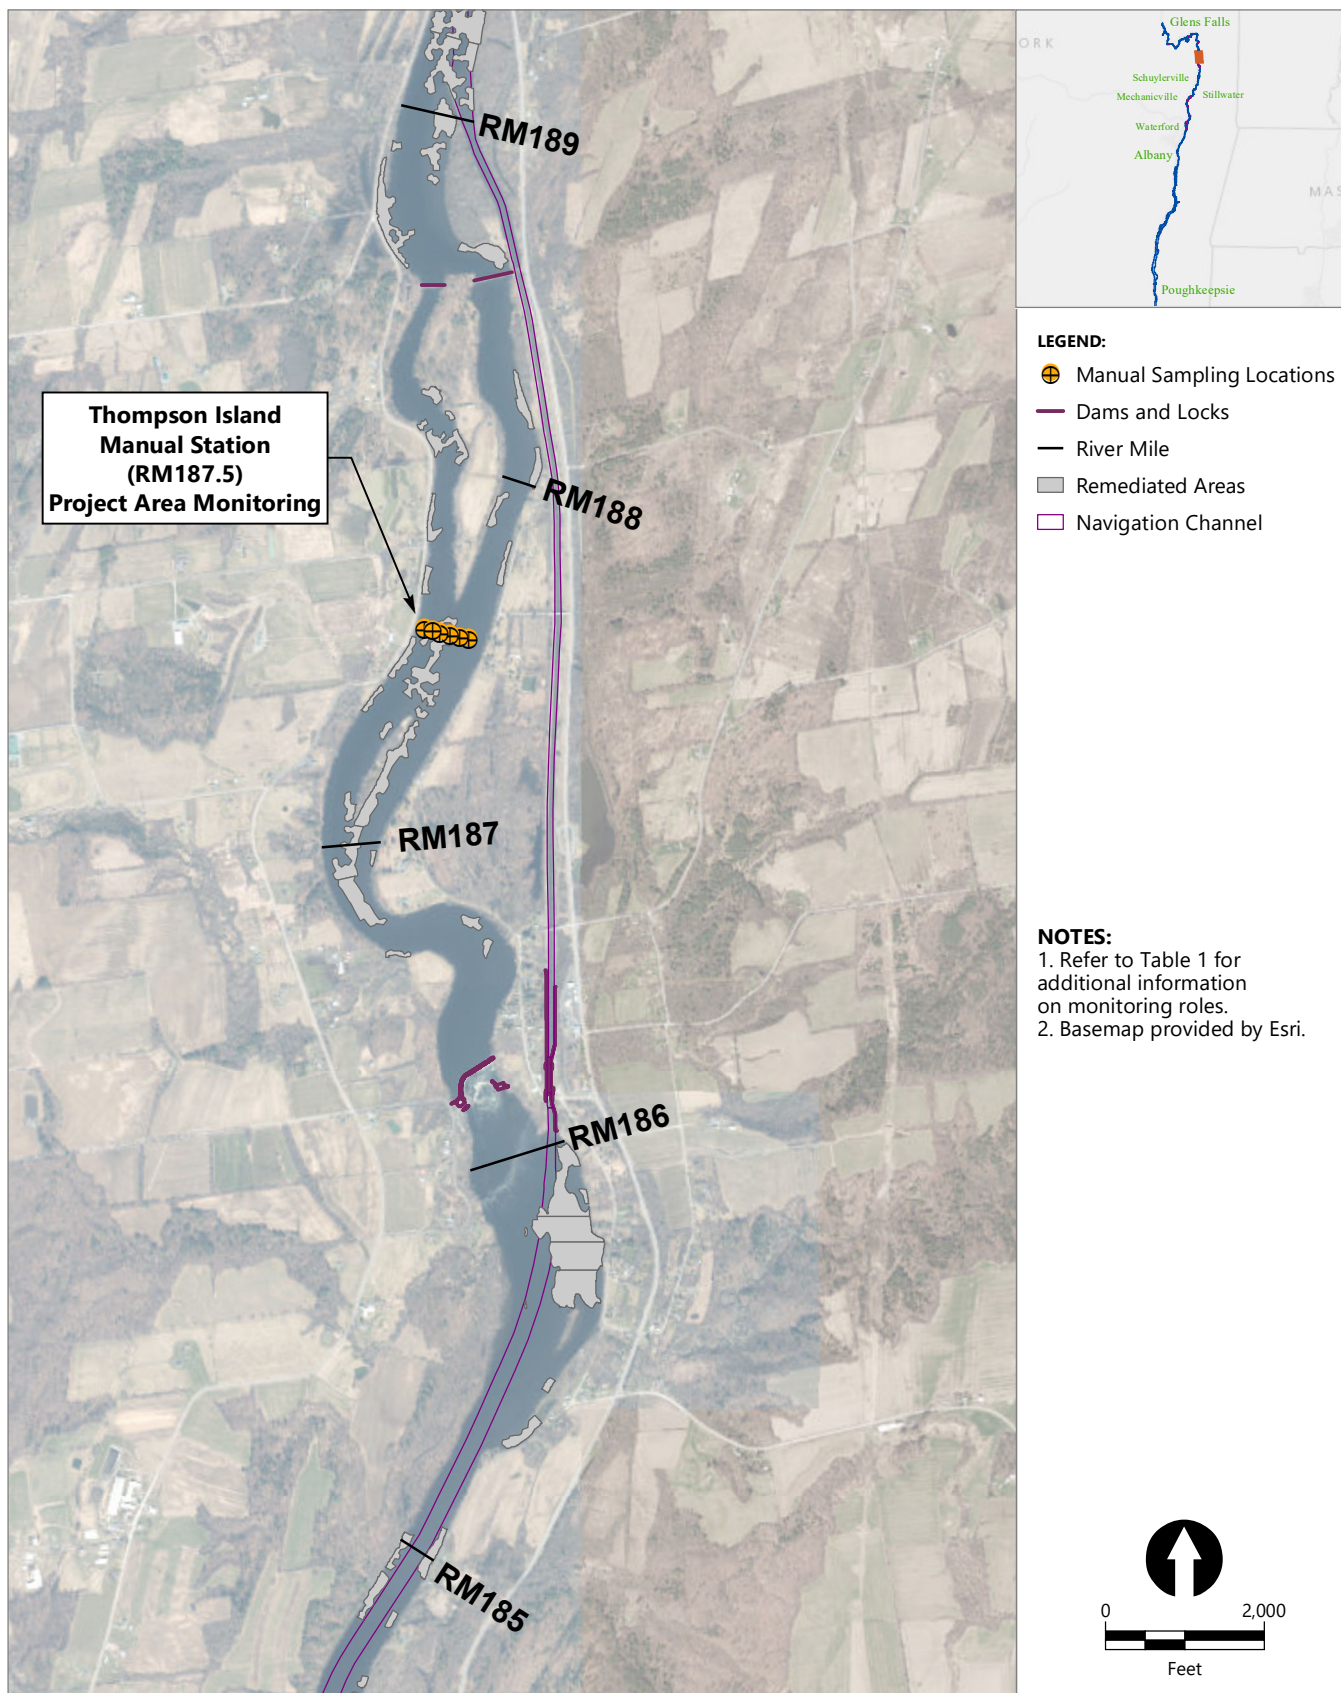 Glens Falls
ORK
Schuylerville
Mechanicville
Stillwater
Waterford
Albany
MAS
Poughkeepsie
RM189
Thompson Island
Manual Station
(RM187.5)
Project Area Monitoring
RM188
RM187
RM186
RM185
LEGEND:
Manual Sampling Locations
Dams and Locks
River Mile
Remediated Areas
Navigation Channel
NOTES:
1. Refer to Table 1 for
additional information
on monitoring roles.
2. Basemap provided by Esri.
0 2,000
Feet